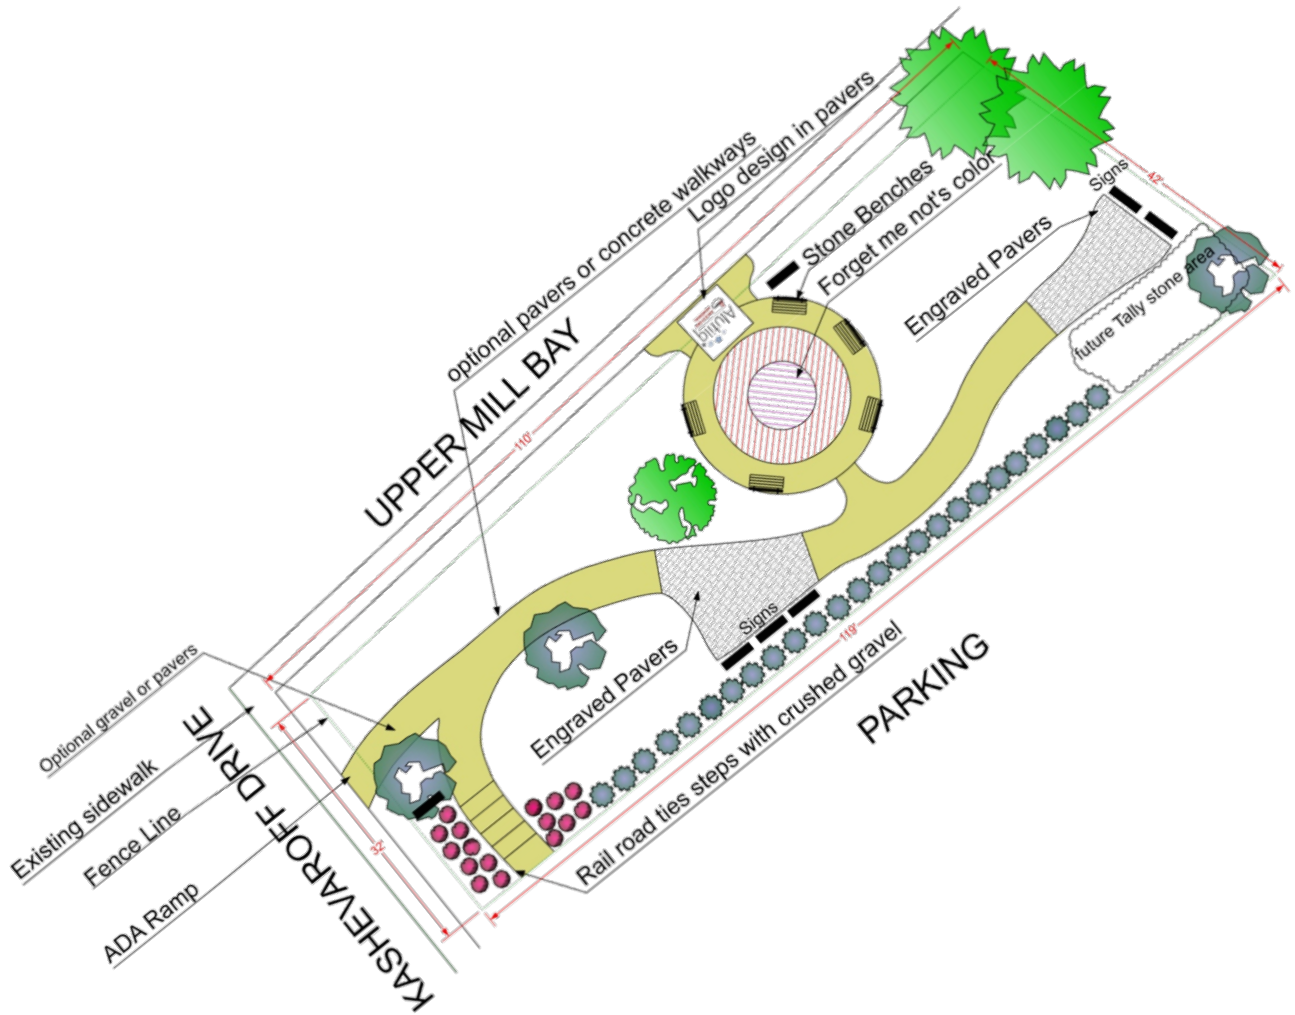 optional pavers or concrete walkways
Logo design in pavers
Stone Benches
Forget me not's color
Engraved Pavers
Signs
42'
future Tally stone area
Alutiiq
UPPER MILL BAY
110'
Optional gravel or pavers
Existing sidewalk
Fence Line
ADA Ramp
KASHEVAROFF DRIVE
32'
Engraved Pavers
Signs
119'
Rail road ties steps with crushed gravel
PARKING